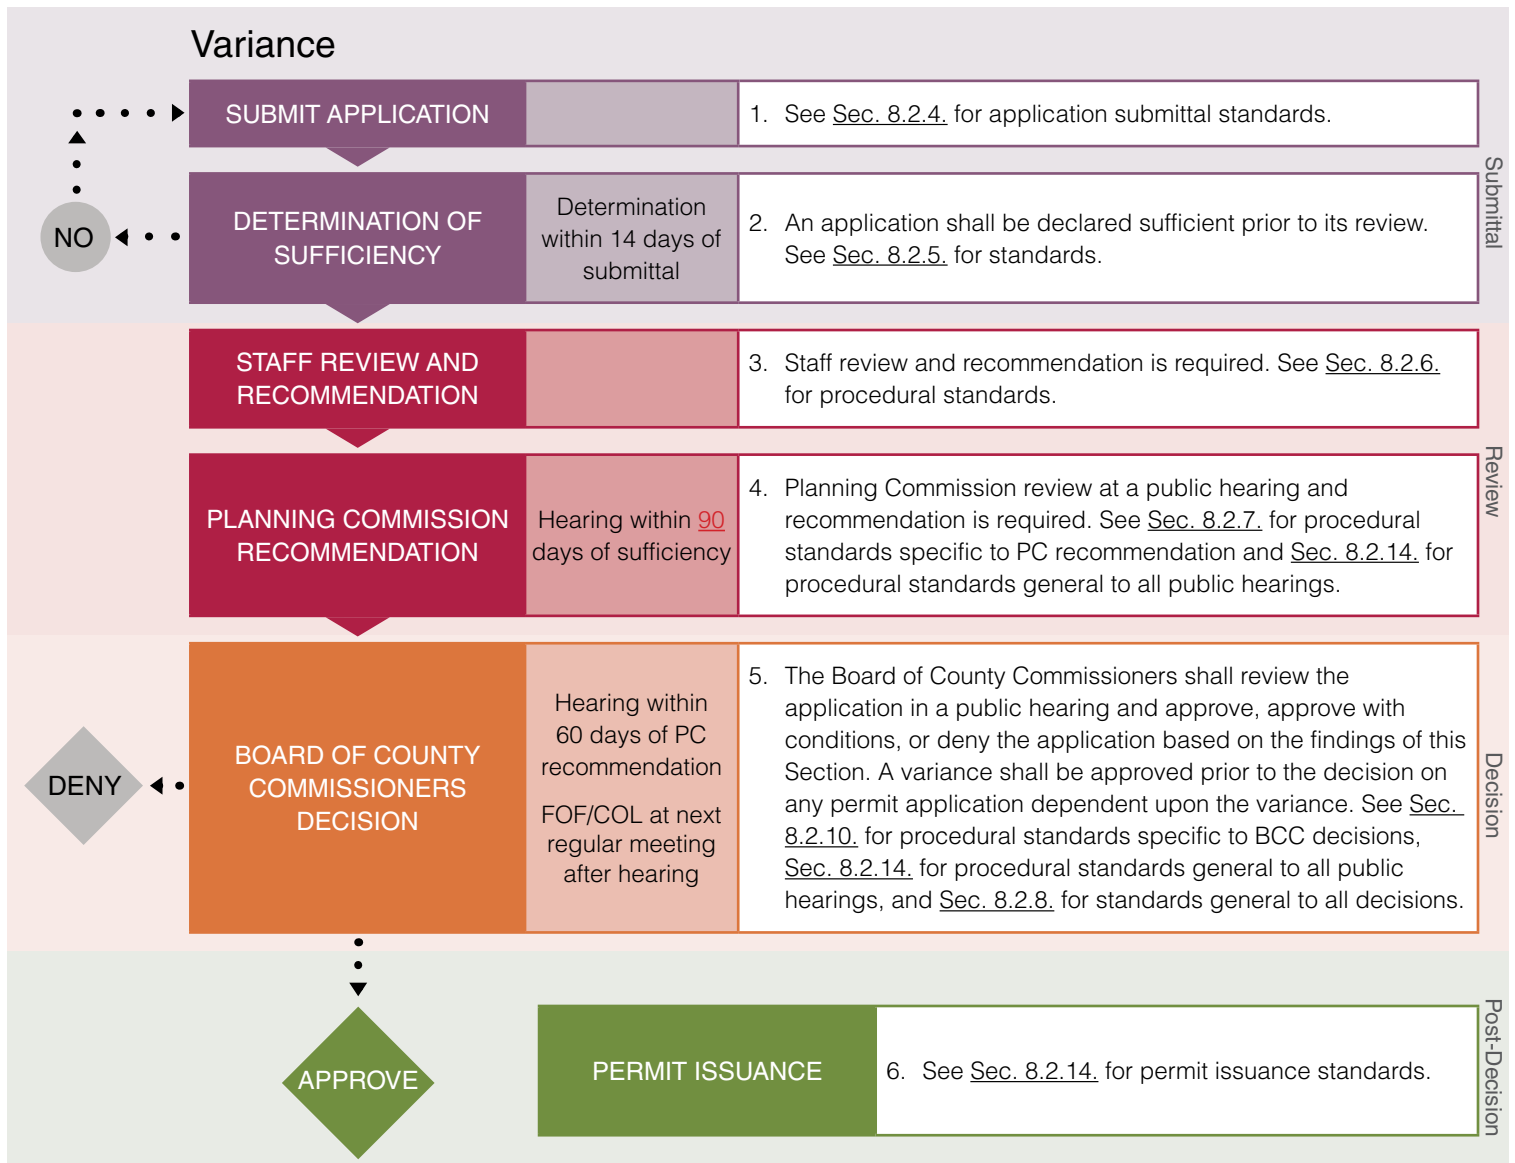 Variance
SUBMIT APPLICATION
1. See Sec. 8.2.4. for application submittal standards.
Submittal
DETERMINATION OF
SUFFICIENCY
Determination
within 14 days of
submittal
2. An application shall be declared sufficient prior to its review.
See Sec. 8.2.5. for standards.
NO
STAFF REVIEW AND
RECOMMENDATION
3. Staff review and recommendation is required. See Sec. 8.2.6.
for procedural standards.
Review
PLANNING COMMISSION
RECOMMENDATION
Hearing within 90
days of sufficiency
4. Planning Commission review at a public hearing and
recommendation is required. See Sec. 8.2.7. for procedural
standards specific to PC recommendation and Sec. 8.2.14. for
procedural standards general to all public hearings.
BOARD OF COUNTY
COMMISSIONERS
DECISION
Hearing within
60 days of PC
recommendation
FOF/COL at next
regular meeting
after hearing
5. The Board of County Commissioners shall review the
application in a public hearing and approve, approve with
conditions, or deny the application based on the findings of this
Section. A variance shall be approved prior to the decision on
any permit application dependent upon the variance. See Sec.
8.2.10. for procedural standards specific to BCC decisions,
Sec. 8.2.14. for procedural standards general to all public
hearings, and Sec. 8.2.8. for standards general to all decisions.
Decision
DENY
APPROVE
PERMIT ISSUANCE
6. See Sec. 8.2.14. for permit issuance standards.
Post-Decision